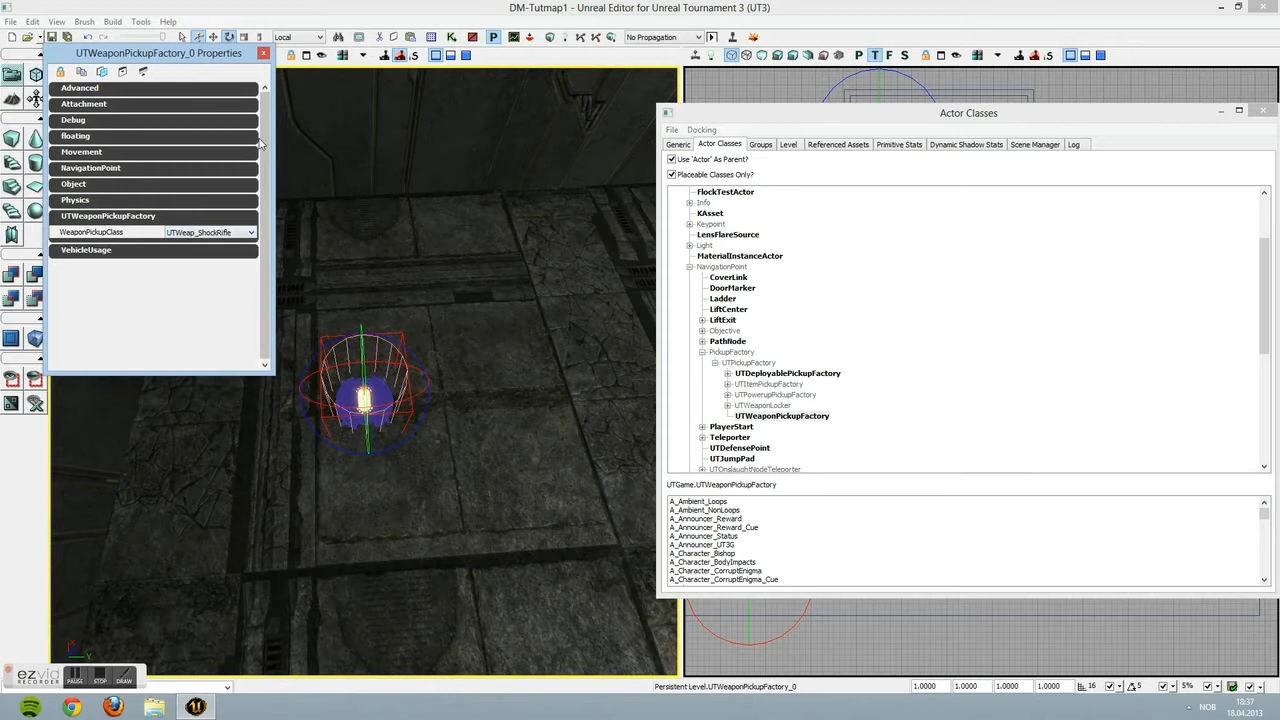 DM-Tutmap1 - Unreal Editor for Unreal Tournament 3 (UT3)
File Edit View Brush Build Tools Help
Local
P
No Propagation
UTWeaponPickupFactory_0 Properties
Advanced
Attachment
Debug
floating
Movement
NavigationPoint
Object
Physics
UTWeaponPickupFactory
WeaponPickupClass UTWeap_ShockRifle
VehicleUsage
P T F S
Actor Classes
File Docking
Generic Actor Classes Groups Level Referenced Assets Primitive Stats Dynamic Shadow Stats Scene Manager Log
Use 'Actor' As Parent?
Placeable Classes Only?
FlockTestActor
Info
KAsset
Keypoint
LensFlareSource
Light
MaterialInstanceActor
NavigationPoint
CoverLink
DoorMarker
Ladder
LiftCenter
LiftExit
Objective
PathNode
PickupFactory
UTPickupFactory
UTDeployablePickupFactory
UTItemPickupFactory
UTPowerupPickupFactory
UTWeaponLocker
UTWeaponPickupFactory
PlayerStart
Teleporter
UTDefensePoint
UTJumpPad
UTOnslaughtNodeTeleporter
UTGame.UTWeaponPickupFactory
A_Ambient_Loops
A_Ambient_NonLoops
A_Announcer_Reward
A_Announcer_Reward_Cue
A_Announcer_Status
A_Announcer_UT3G
A_Character_Bishop
A_Character_BodyImpacts
A_Character_CorruptEnigma
A_Character_CorruptEnigma_Cue
X
Y
ezvid
RECORDER
PAUSE STOP DRAW
Persistent Level.UTWeaponPickupFactory_0
1.0000 1.0000 1.0000 1.0000
16
5
5%
NOB
18:37
18.04.2013